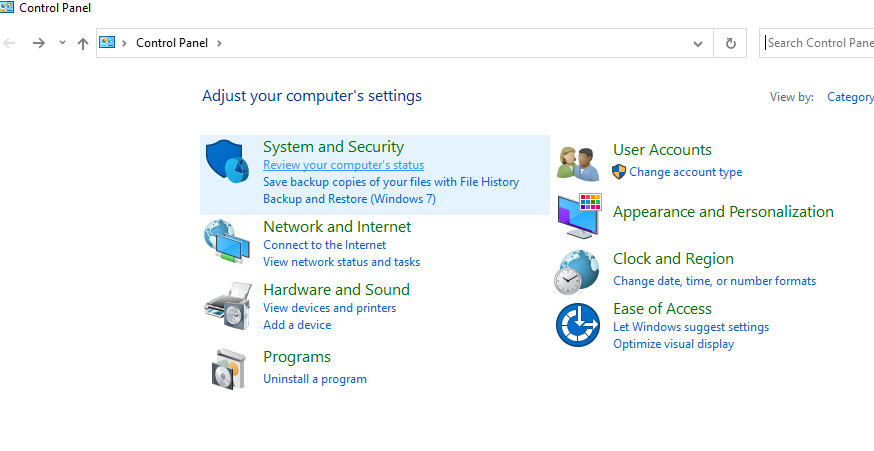 Control Panel
Control Panel
Search Control Pane
Adjust your computer's settings
View by: Category
System and Security
Review your computer's status
Save backup copies of your files with File History
Backup and Restore (Windows 7)
Network and Internet
Connect to the Internet
View network status and tasks
Hardware and Sound
View devices and printers
Add a device
Programs
Uninstall a program
User Accounts
Change account type
Appearance and Personalization
Clock and Region
Change date, time, or number formats
Ease of Access
Let Windows suggest settings
Optimize visual display